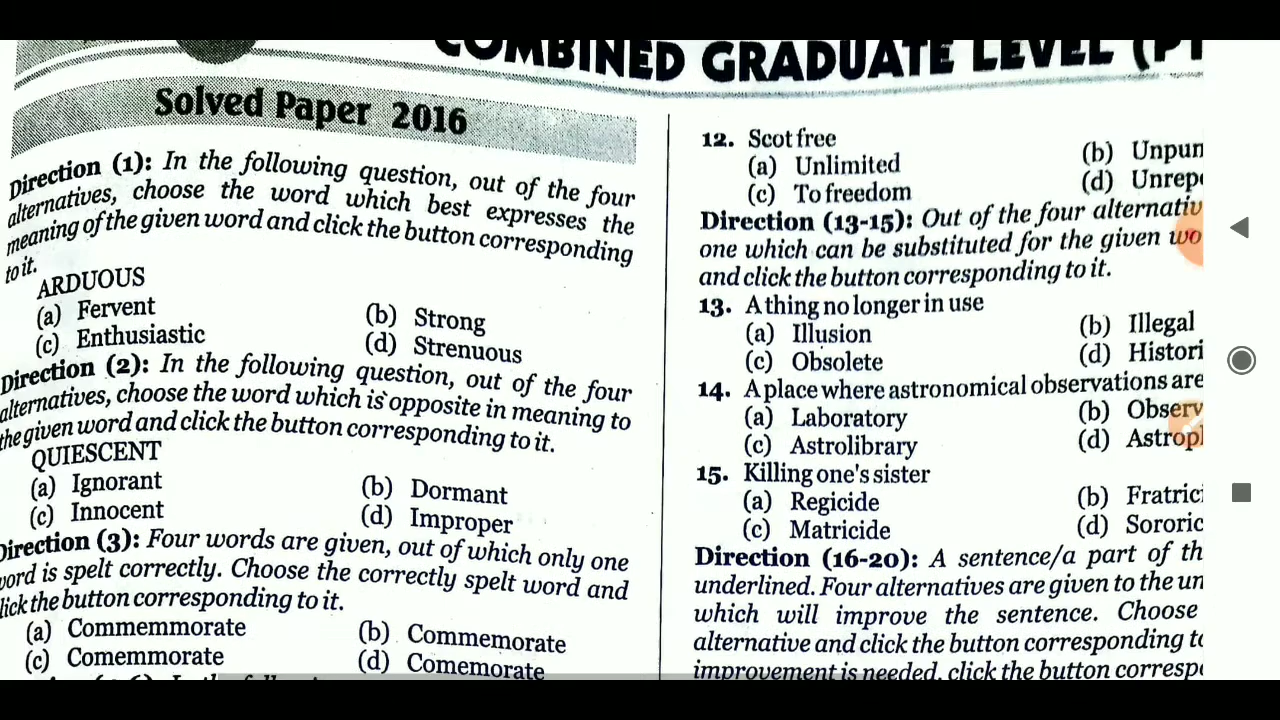 COMBINED GRADUATE LEVEL
Solved Paper 2016
Direction (1): In the following question, out of the four
alternatives, choose the word which best expresses the
meaning of the given word and click the button corresponding
to it.
ARDUOUS
(a) Fervent
(b) Strong
(c) Enthusiastic
(d) Strenuous
Direction (2): In the following question, out of the four
alternatives, choose the word which is opposite in meaning to
the given word and click the button corresponding to it.
QUIESCENT
(a) Ignorant
(b) Dormant
(c) Innocent
(d) Improper
Direction (3): Four words are given, out of which only one
word is spelt correctly. Choose the correctly spelt word and
click the button corresponding to it.
(a) Commemmorate
(b) Commemorate
(c) Comemmorate
(d) Comemorate
12. Scot free
(a) Unlimited
(b) Unpun
(c) To freedom
(d) Unrep
Direction (13-15): Out of the four alternativ
one which can be substituted for the given wo
and click the button corresponding to it.
13. A thing no longer in use
(a) Illusion
(b) Illegal
(c) Obsolete
(d) Histori
14. A place where astronomical observations are
(a) Laboratory
(b) Observ
(c) Astrolibrary
(d) Astrop
15. Killing one's sister
(a) Regicide
(b) Fratrici
(c) Matricide
(d) Sororic
Direction (16-20): A sentence/a part of th
underlined. Four alternatives are given to the un
which will improve the sentence. Choose
alternative and click the button corresponding to
improvement is needed, click the button corresp